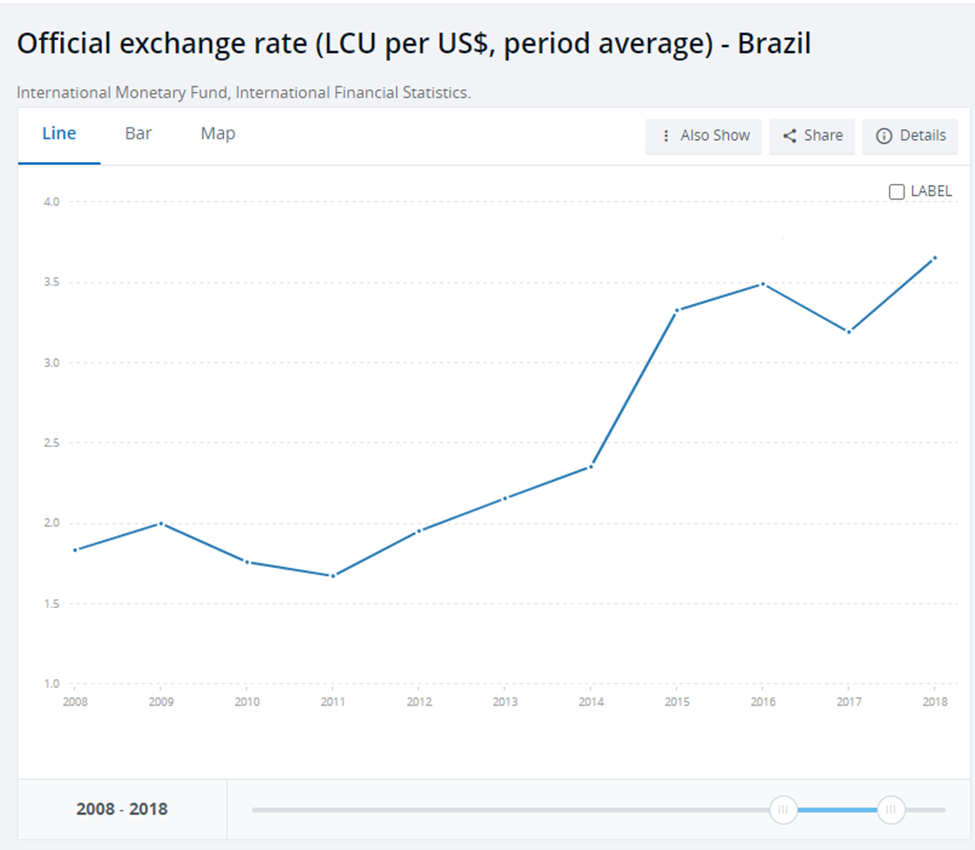 Official exchange rate (LCU per US$, period average) - Brazil
International Monetary Fund, International Financial Statistics.
Line Bar Map Also Show Share Details
LABEL
4.0
3.5
3.0
2.5
2.0
1.5
1.0
2008 2009 2010 2011 2012 2013 2014 2015 2016 2017 2018
2008 - 2018